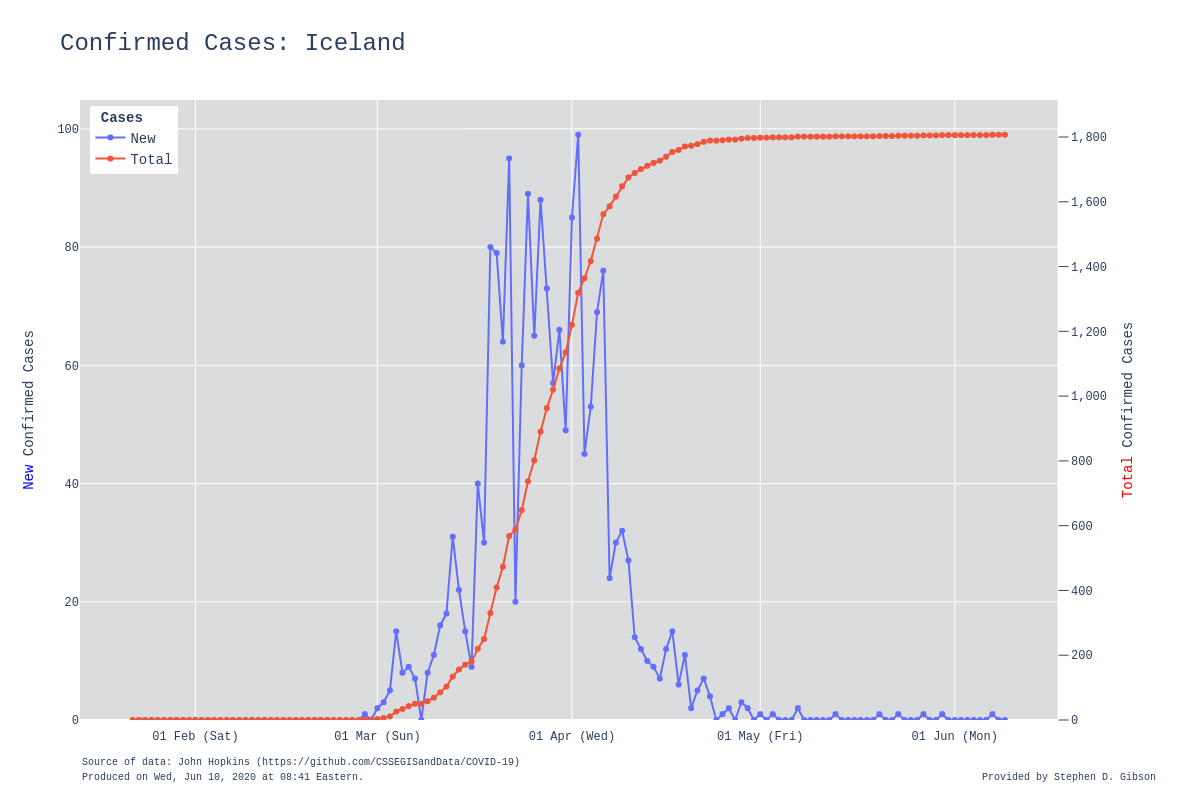 Confirmed Cases: Iceland
Cases
New
Total
100
80
60
40
20
0
1,800
1,600
1,400
1,200
1,000
800
600
400
200
0
New Confirmed Cases
Total Confirmed Cases
01 Feb (Sat)
01 Mar (Sun)
01 Apr (Wed)
01 May (Fri)
01 Jun (Mon)
Source of data: John Hopkins (https://github.com/CSSEGISandData/COVID-19)
Produced on Wed, Jun 10, 2020 at 08:41 Eastern.
Provided by Stephen D. Gibson